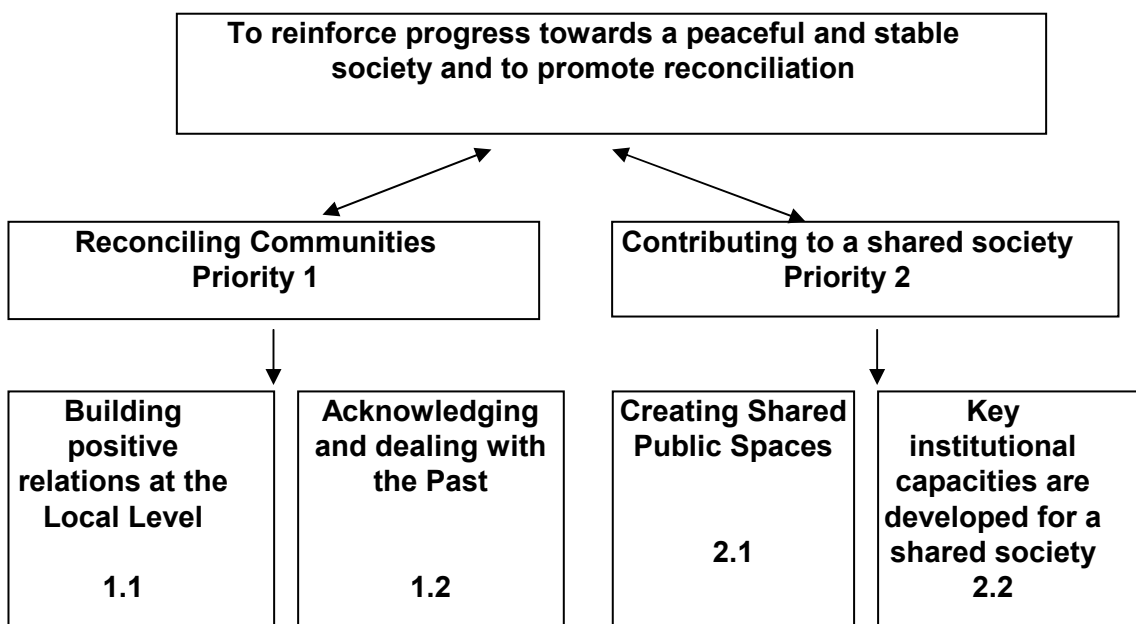 To reinforce progress towards a peaceful and stable
society and to promote reconciliation
Reconciling Communities
Priority 1
Contributing to a shared society
Priority 2
Building
positive
relations at the
Local Level
1.1
Acknowledging
and dealing with
the Past
1.2
Creating Shared
Public Spaces
2.1
Key
institutional
capacities are
developed for a
shared society
2.2